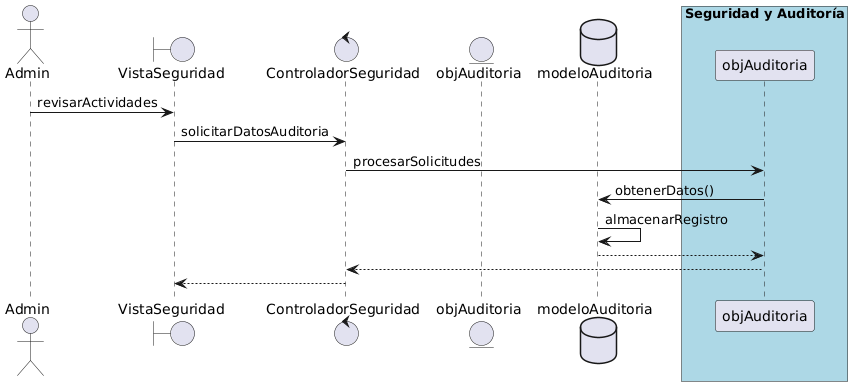 Seguridad y Auditoría
Admin
VistaSeguridad
ControladorSeguridad
objAuditoria
modeloAuditoria
objAuditoria
revisarActividades
solicitarDatosAuditoria
procesarSolicitudes
obtenerDatos()
almacenarRegistro
Admin
VistaSeguridad
ControladorSeguridad
objAuditoria
modeloAuditoria
objAuditoria